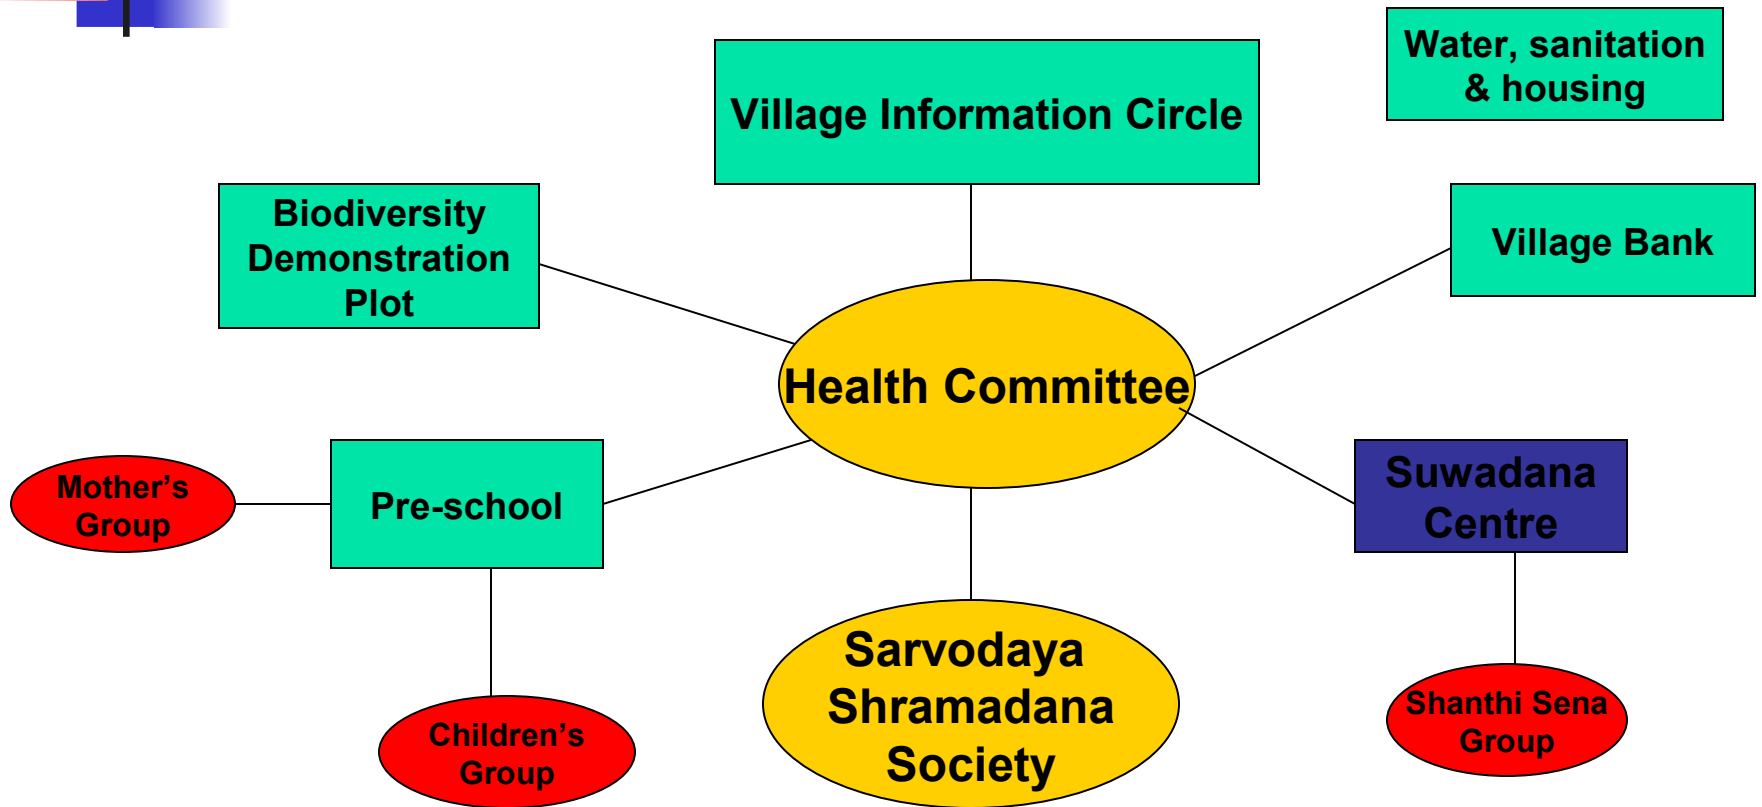 Water, sanitation
& housing
Village Information Circle
Biodiversity
Demonstration
Plot
Village Bank
Health Committee
Mother’s
Group
Pre-school
Suwadana
Centre
Sarvodaya
Shramadana
Society
Children’s
Group
Shanthi Sena
Group